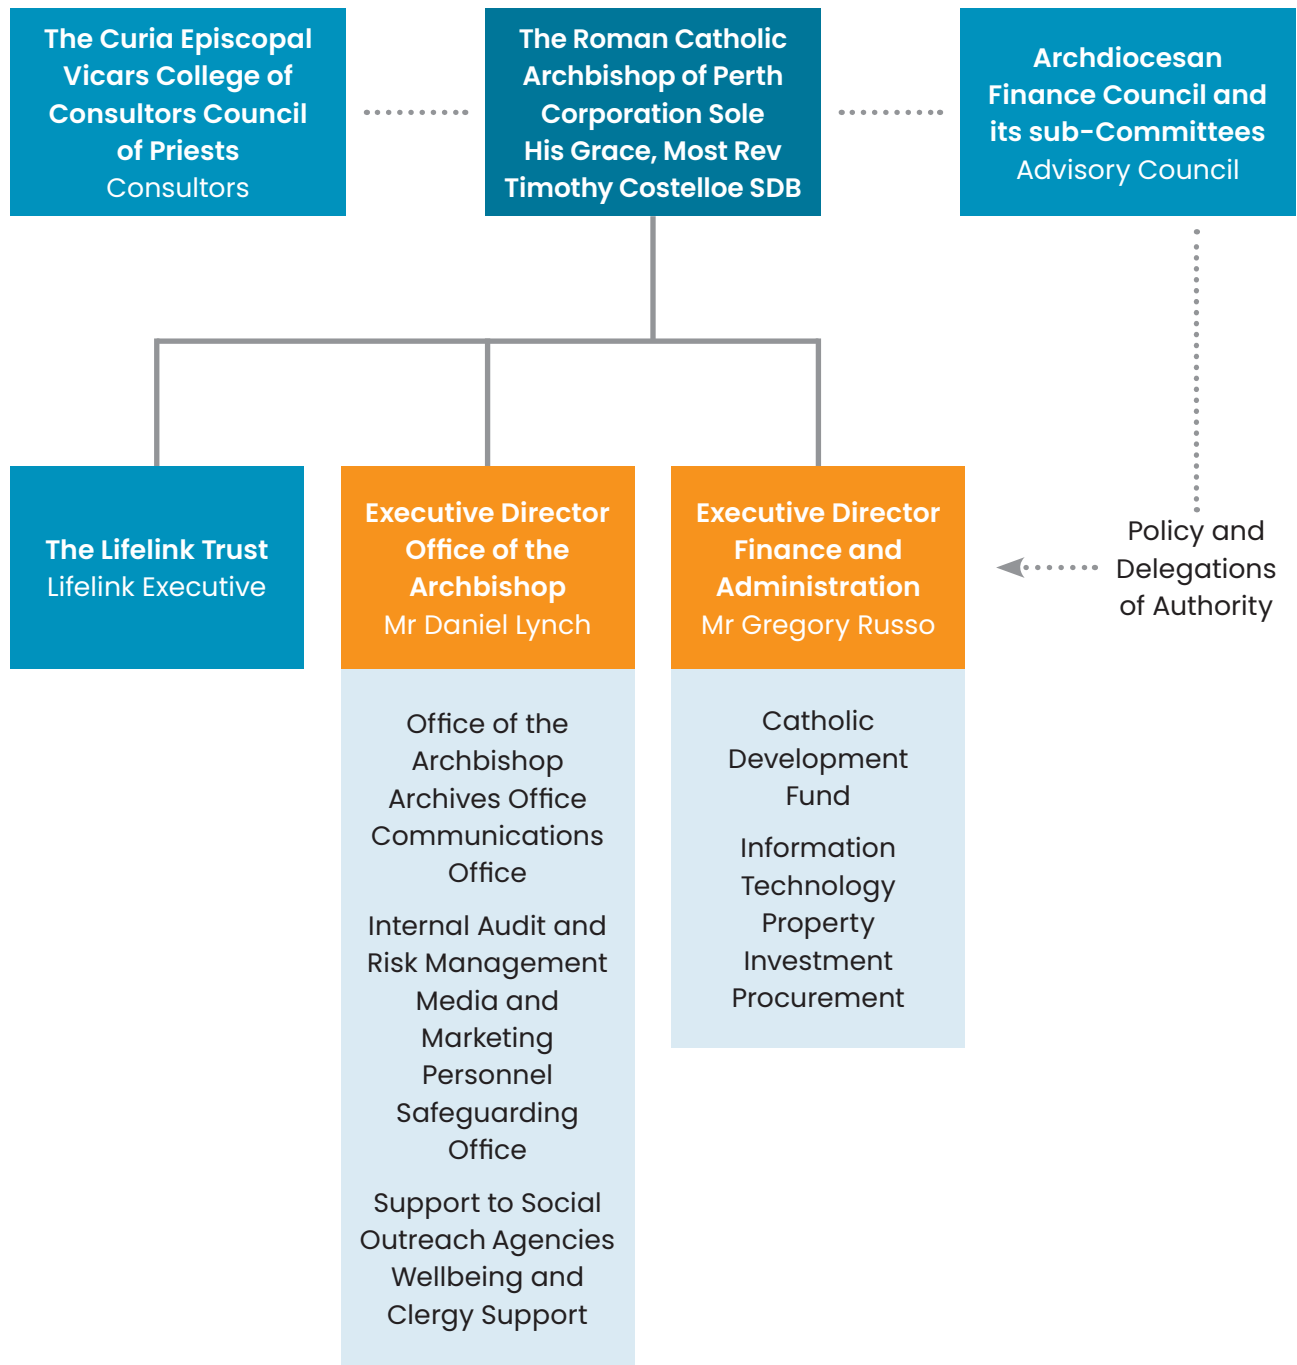 The Curia Episcopal
Vicars College of
Consultors Council
of Priests
Consultors
The Roman Catholic
Archbishop of Perth
Corporation Sole
His Grace, Most Rev
Timothy Costelloe SDB
Archdiocesan
Finance Council and
its sub-Committees
Advisory Council
The Lifelink Trust
Lifelink Executive
Executive Director
Office of the
Archbishop
Mr Daniel Lynch
Executive Director
Finance and
Administration
Mr Gregory Russo
Policy and
Delegations
of Authority
Office of the
Archbishop
Archives Office
Communications
Office
Internal Audit and
Risk Management
Media and
Marketing
Personnel
Safeguarding
Office
Support to Social
Outreach Agencies
Wellbeing and
Clergy Support
Catholic
Development
Fund
Information
Technology
Property
Investment
Procurement